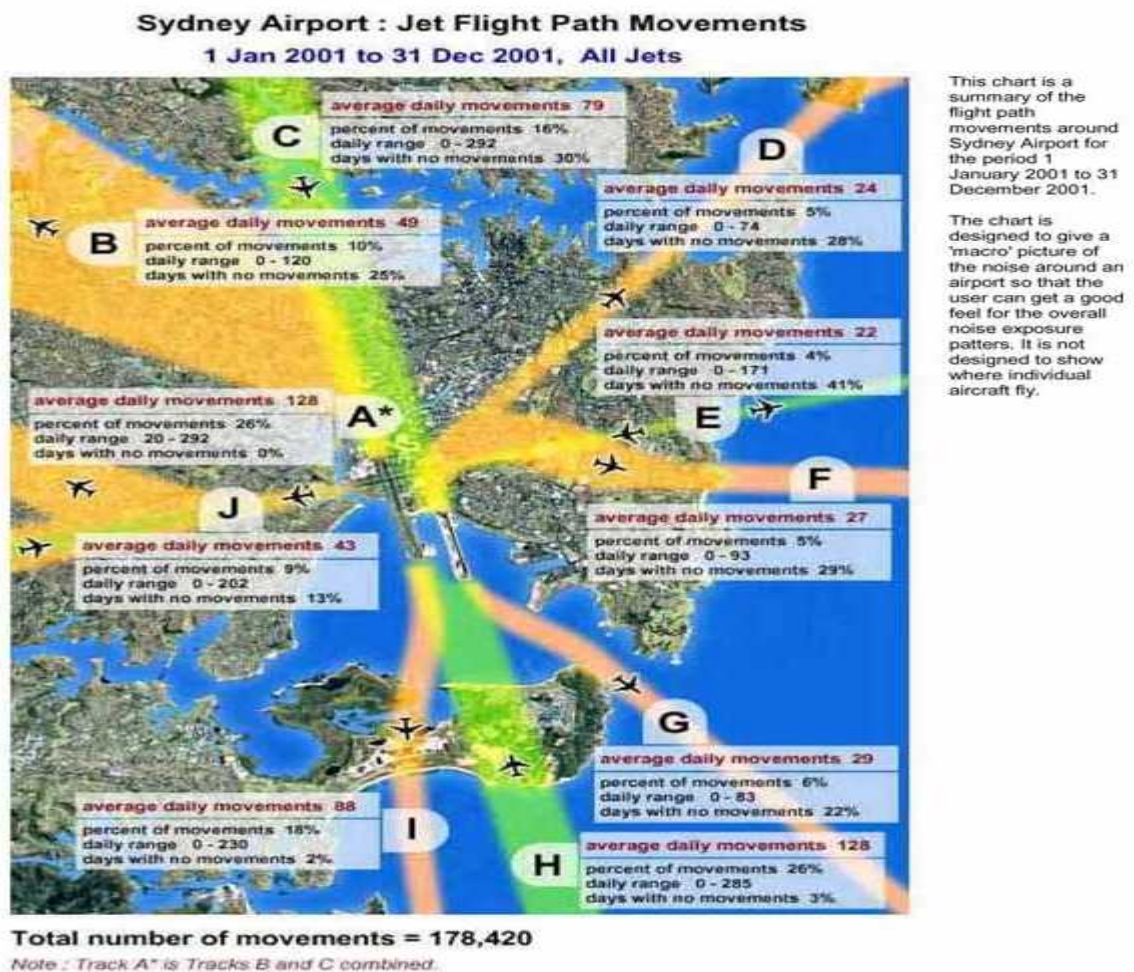 Sydney Airport : Jet Flight Path Movements
1 Jan 2001 to 31 Dec 2001, All Jets
C
average daily movements 79
percent of movements 16%
daily range 0 - 292
days with no movements 30%
D
average daily movements 24
percent of movements 5%
daily range 0 - 74
days with no movements 28%
B
average daily movements 49
percent of movements 10%
daily range 0 - 120
days with no movements 25%
average daily movements 22
percent of movements 4%
daily range 0 - 171
days with no movements 41%
E
average daily movements 128
percent of movements 26%
daily range 20 - 292
days with no movements 0%
A*
F
average daily movements 27
percent of movements 5%
daily range 0 - 93
days with no movements 29%
J
average daily movements 43
percent of movements 9%
daily range 0 - 202
days with no movements 13%
G
average daily movements 29
percent of movements 6%
daily range 0 - 83
days with no movements 22%
average daily movements 88
percent of movements 18%
daily range 0 - 230
days with no movements 2%
I
H
average daily movements 128
percent of movements 26%
daily range 0 - 285
days with no movements 3%
This chart is a
summary of the
flight path
movements around
Sydney Airport for
the period 1
January 2001 to 31
December 2001.
The chart is
designed to give a
'macro' picture of
the noise around an
airport so that the
user can get a good
feel for the overall
noise exposure
patters. It is not
designed to show
where individual
aircraft fly.
Total number of movements = 178,420
Note : Track A* is Tracks B and C combined.